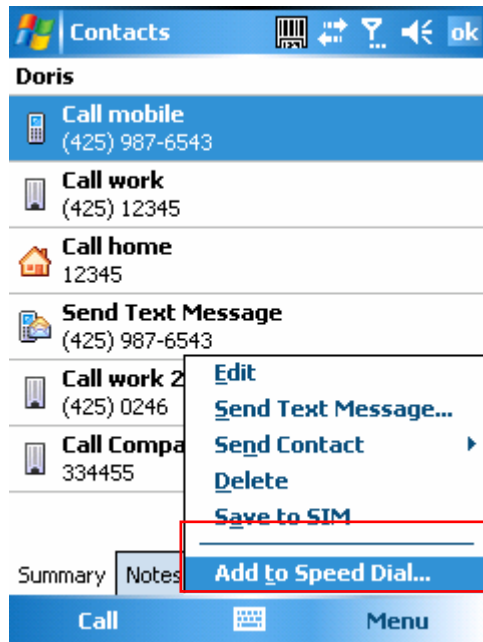 Contacts ok
Doris
Call mobile
(425) 987-6543
Call work
(425) 12345
Call home
12345
Send Text Message
(425) 987-6543
Call work 2
(425) 0246
Call Compa
334455
Edit
Send Text Message...
Send Contact
Delete
Save to SIM
Add to Speed Dial...
Summary Notes
Call Menu